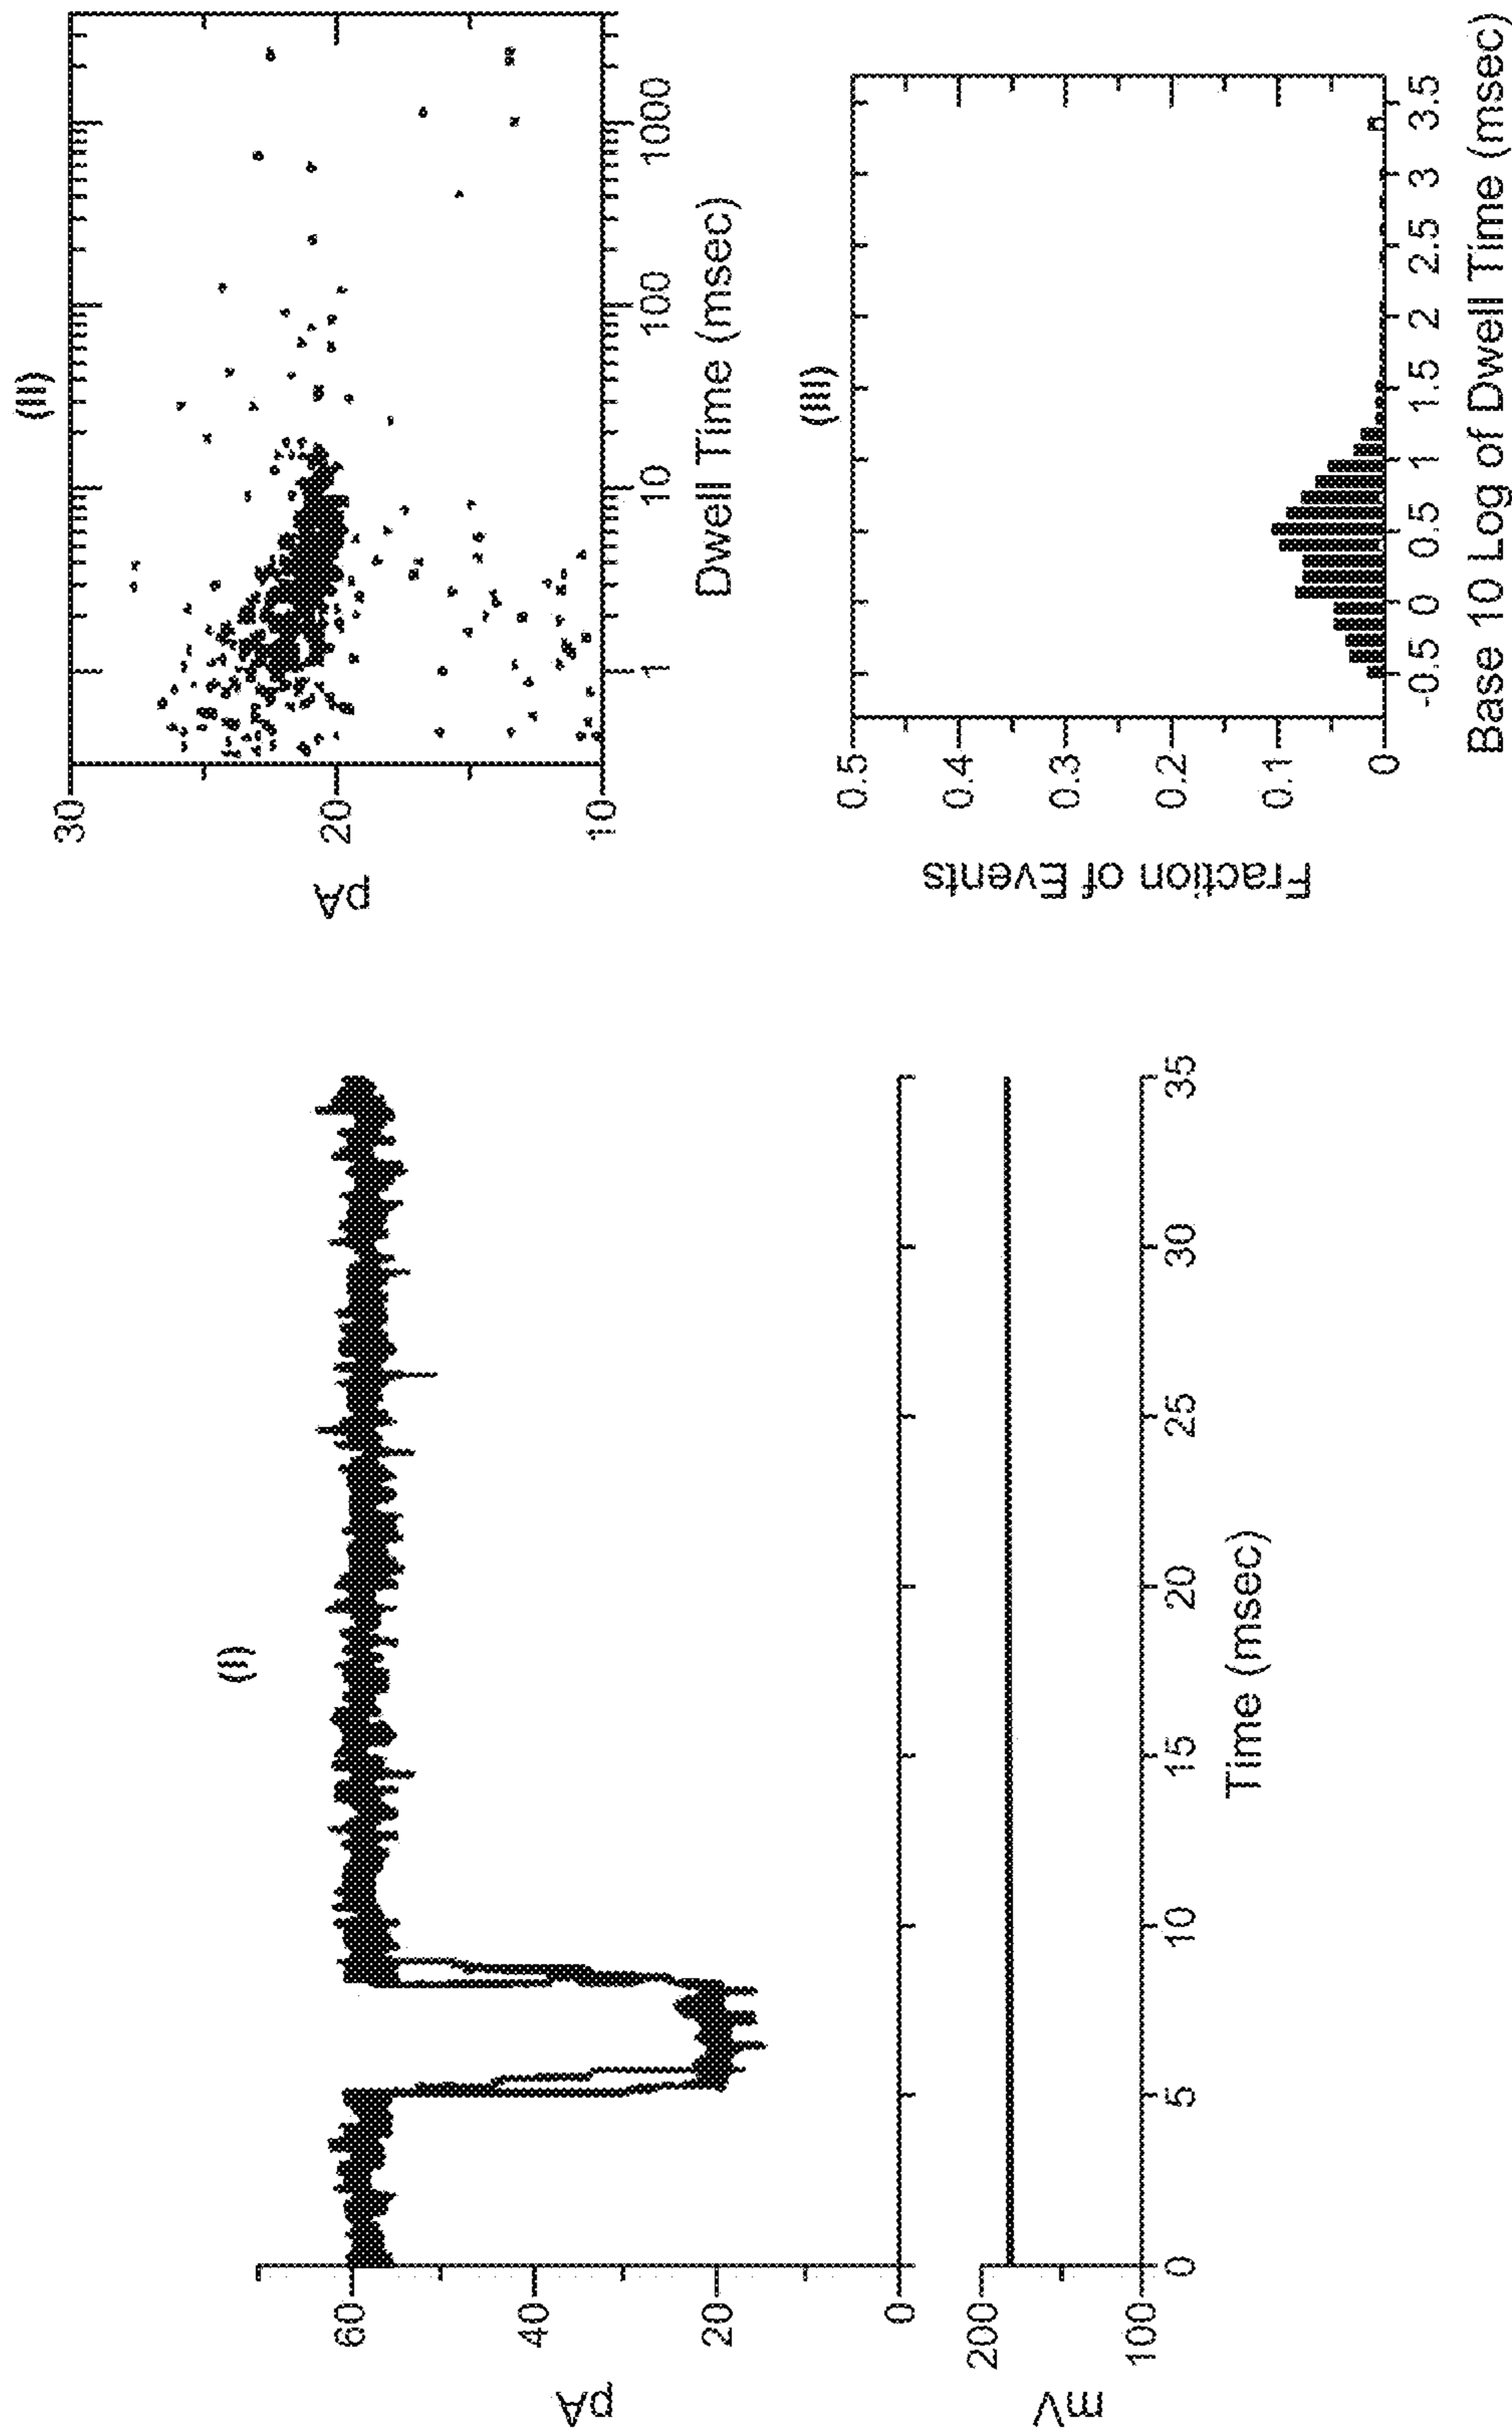 (I)
60
40
20
0
pA
200
100
mV
0 5 10 15 20 25 30 35
Time (msec)
(II)
30
20
10
pA
1 10 100 1000
Dwell Time (msec)
(III)
0.5
0.4
0.3
0.2
0.1
0
Fraction of Events
-0.5 0 0.5 1 1.5 2 2.5 3 3.5
Base 10 Log of Dwell Time (msec)